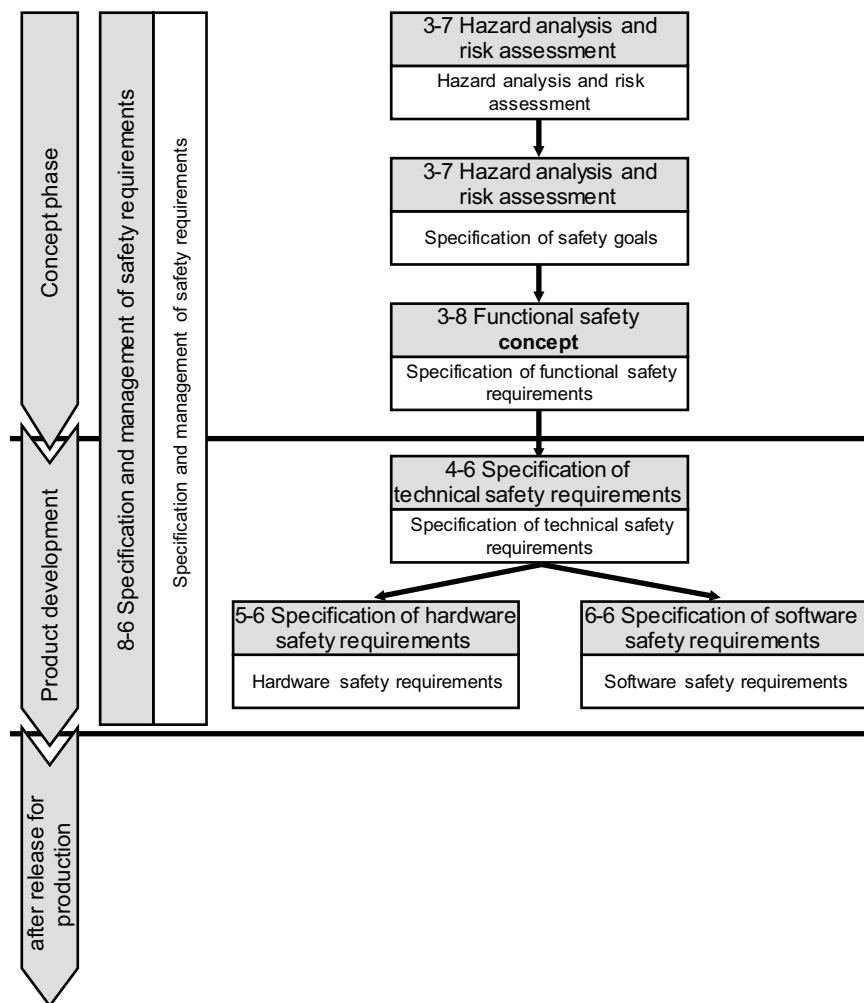 Concept phase
Product development
after release for
production
8-6 Specification and management of safety requirements
Specification and management of safety requirements
3-7 Hazard analysis and
risk assessment
Hazard analysis and risk
assessment
3-7 Hazard analysis and
risk assessment
Specification of safety goals
3-8 Functional safety
concept
Specification of functional safety
requirements
4-6 Specification of
technical safety requirements
Specification of technical safety
requirements
5-6 Specification of hardware
safety requirements
Hardware safety requirements
6-6 Specification of software
safety requirements
Software safety requirements